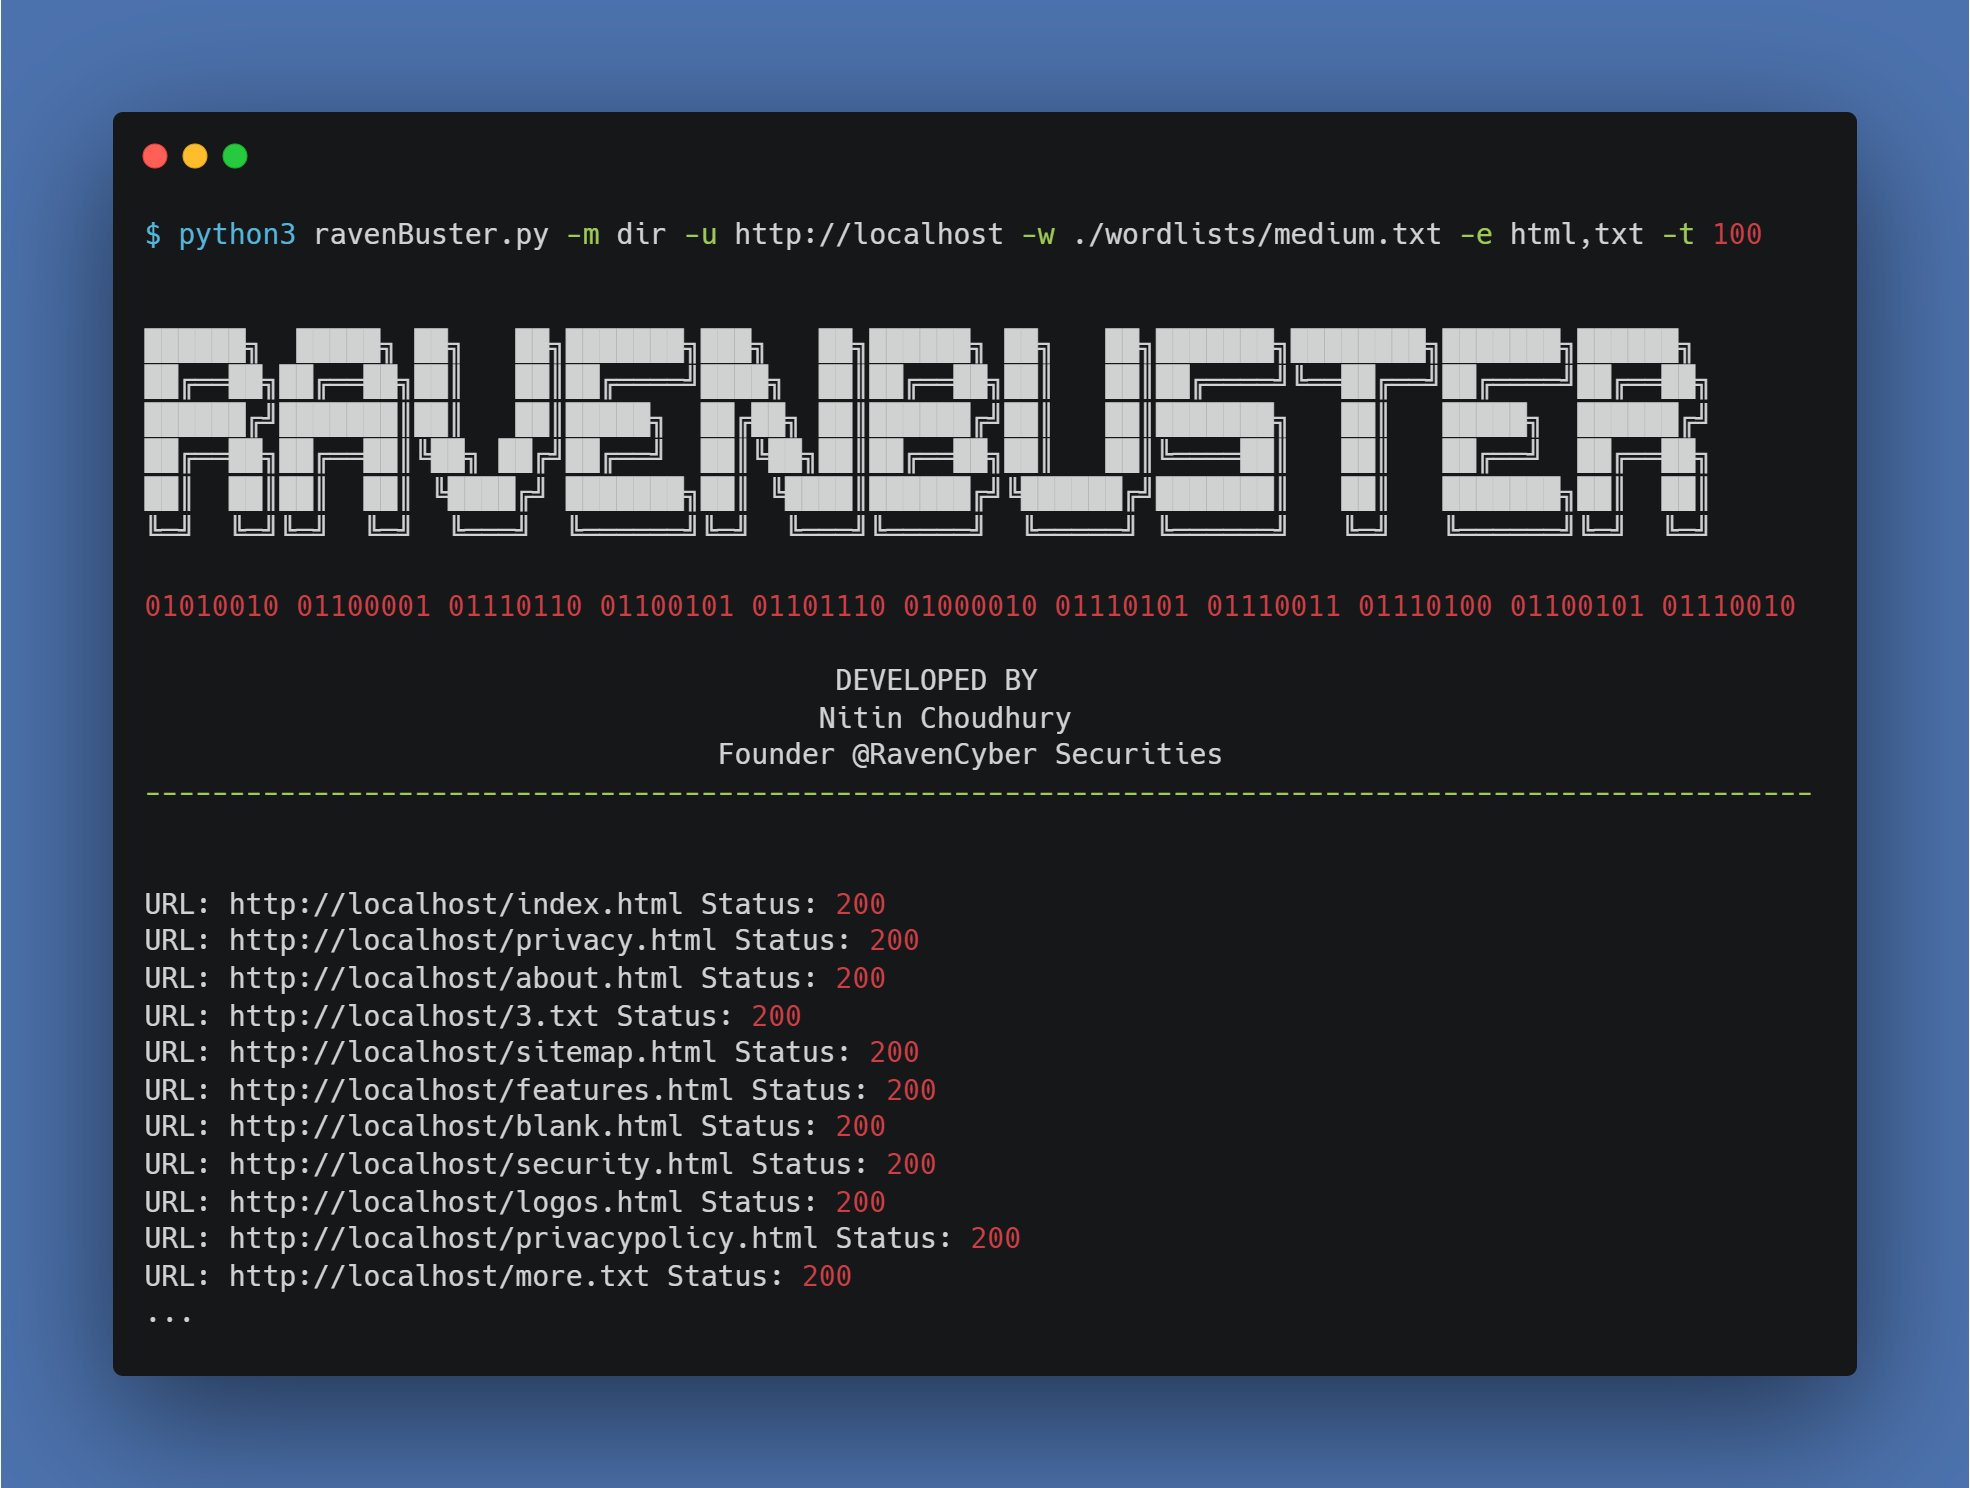 $ python3 ravenBuster.py -m dir -u http://localhost -w ./wordlists/medium.txt -e html,txt -t 100
RAVENBUSTER
01010010 01100001 01110110 01100101 01101110 01000010 01110101 01110011 01110100 01100101 01110010
DEVELOPED BY
Nitin Choudhury
Founder @RavenCyber Securities
---------------------------------------------------------------------------------------------------
URL: http://localhost/index.html Status: 200
URL: http://localhost/privacy.html Status: 200
URL: http://localhost/about.html Status: 200
URL: http://localhost/3.txt Status: 200
URL: http://localhost/sitemap.html Status: 200
URL: http://localhost/features.html Status: 200
URL: http://localhost/blank.html Status: 200
URL: http://localhost/security.html Status: 200
URL: http://localhost/logos.html Status: 200
URL: http://localhost/privacypolicy.html Status: 200
URL: http://localhost/more.txt Status: 200
...